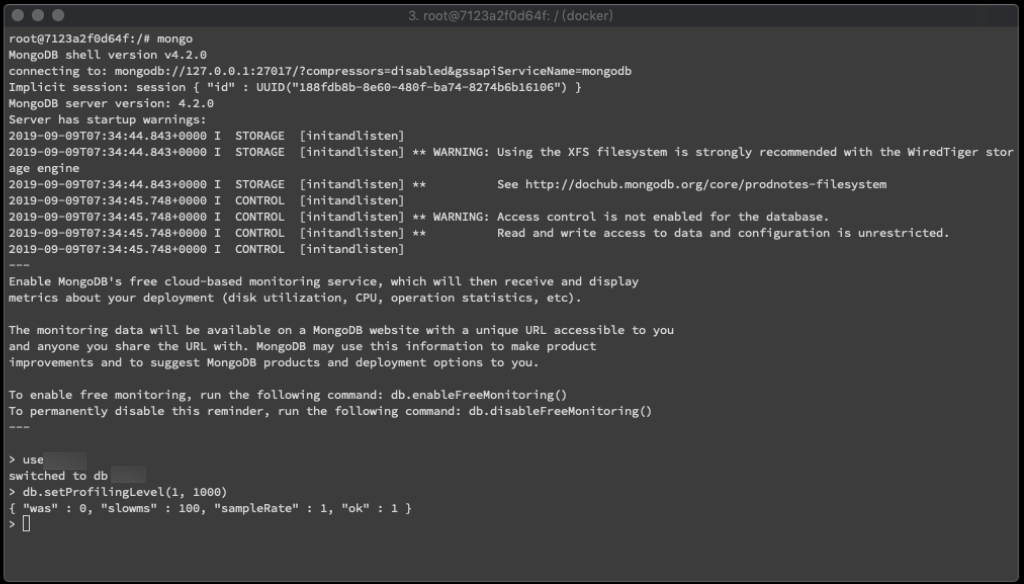 3. root@7123a2f0d64f: / (docker)
root@7123a2f0d64f:/# mongo
MongoDB shell version v4.2.0
connecting to: mongodb://127.0.0.1:27017/?compressors=disabled&gssapiServiceName=mongodb
Implicit session: session { "id" : UUID("188fdb8b-8e60-480f-ba74-8274b6b16106") }
MongoDB server version: 4.2.0
Server has startup warnings:
2019-09-09T07:34:44.843+0000 I  STORAGE  [initandlisten]
2019-09-09T07:34:44.843+0000 I  STORAGE  [initandlisten] ** WARNING: Using the XFS filesystem is strongly recommended with the WiredTiger stor
age engine
2019-09-09T07:34:44.843+0000 I  STORAGE  [initandlisten] **          See http://dochub.mongodb.org/core/prodnotes-filesystem
2019-09-09T07:34:45.748+0000 I  CONTROL  [initandlisten]
2019-09-09T07:34:45.748+0000 I  CONTROL  [initandlisten] ** WARNING: Access control is not enabled for the database.
2019-09-09T07:34:45.748+0000 I  CONTROL  [initandlisten] **          Read and write access to data and configuration is unrestricted.
2019-09-09T07:34:45.748+0000 I  CONTROL  [initandlisten]
---
Enable MongoDB's free cloud-based monitoring service, which will then receive and display
metrics about your deployment (disk utilization, CPU, operation statistics, etc).

The monitoring data will be available on a MongoDB website with a unique URL accessible to you
and anyone you share the URL with. MongoDB may use this information to make product
improvements and to suggest MongoDB products and deployment options to you.

To enable free monitoring, run the following command: db.enableFreeMonitoring()
To permanently disable this reminder, run the following command: db.disableFreeMonitoring()
---

> use
switched to db
> db.setProfilingLevel(1, 1000)
{ "was" : 0, "slowms" : 100, "sampleRate" : 1, "ok" : 1 }
>